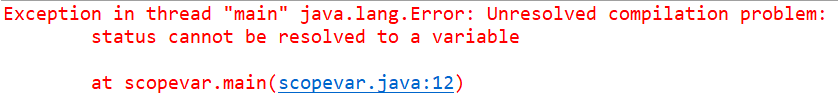 Exception in thread "main" java.lang.Error: Unresolved compilation problem:
status cannot be resolved to a variable
at scopevar.main(scopevar.java:12)